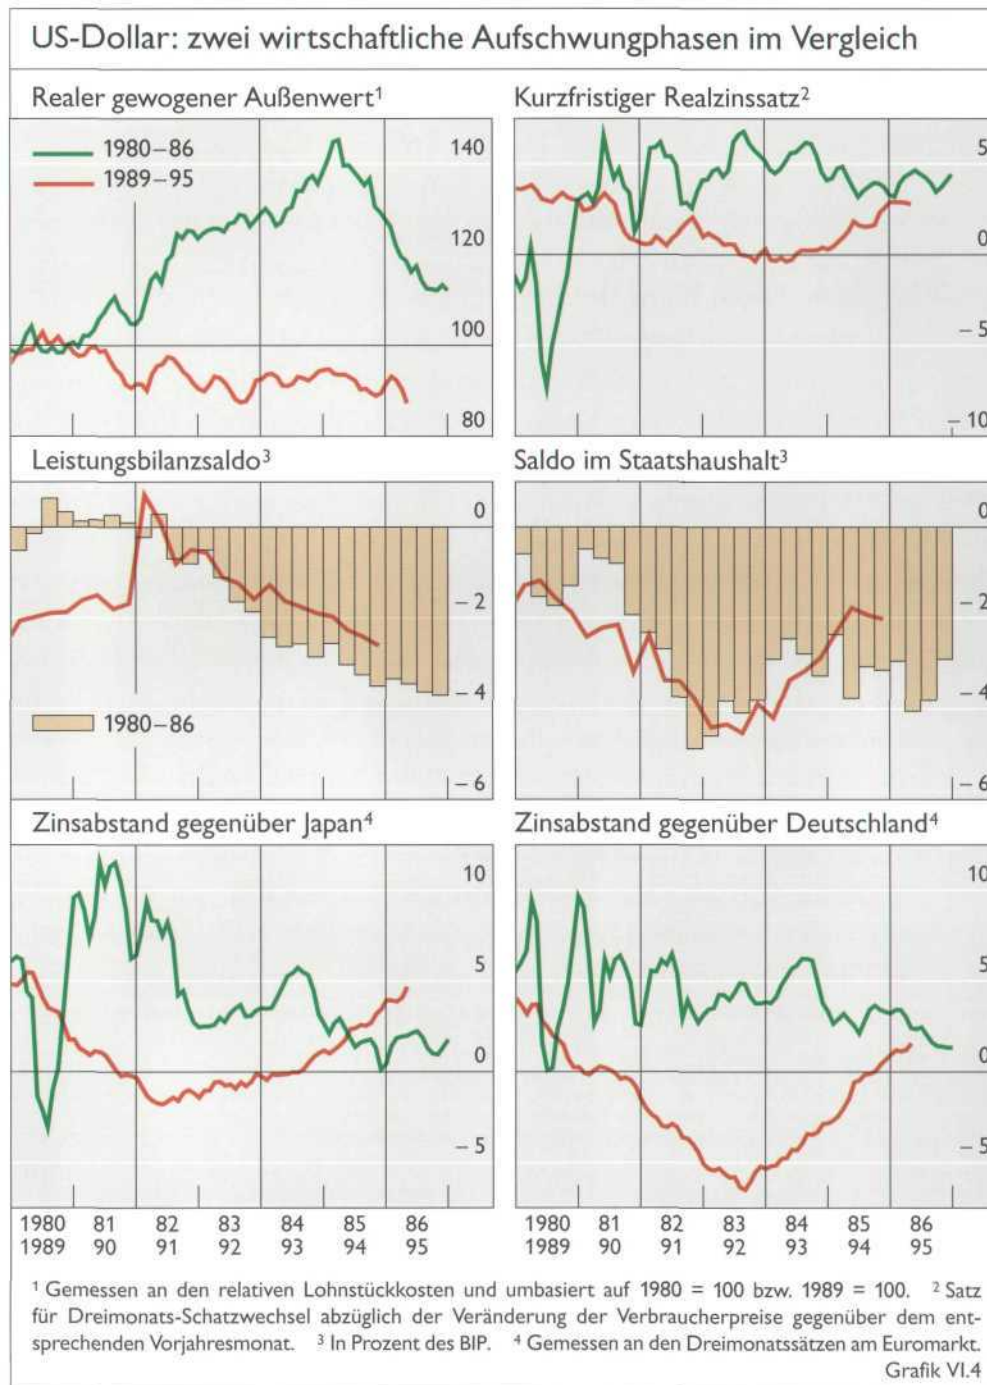 US-Dollar: zwei wirtschaftliche Aufschwungphasen im Vergleich
Realer gewogener Außenwert¹
1980–86
1989–95
140
120
100
80
Kurzfristiger Realzinssatz²
5
0
– 5
– 10
Leistungsbilanzsaldo³
1980–86
0
– 2
– 4
– 6
Saldo im Staatshaushalt³
0
– 2
– 4
– 6
Zinsabstand gegenüber Japan⁴
10
5
0
– 5
1980 81 82 83 84 85 86
1989 90 91 92 93 94 95
Zinsabstand gegenüber Deutschland⁴
10
5
0
– 5
1980 81 82 83 84 85 86
1989 90 91 92 93 94 95
¹ Gemessen an den relativen Lohnstückkosten und umbasiert auf 1980 = 100 bzw. 1989 = 100. ² Satz
für Dreimonats-Schatzwechsel abzüglich der Veränderung der Verbraucherpreise gegenüber dem ent-
sprechenden Vorjahresmonat. ³ In Prozent des BIP. ⁴ Gemessen an den Dreimonatssätzen am Euromarkt.
Grafik VI.4